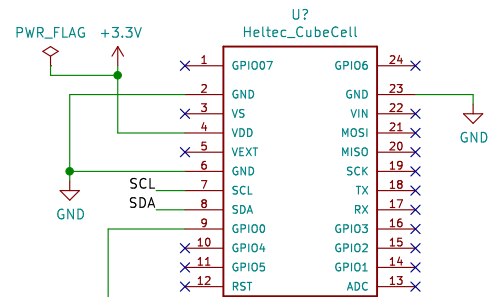 U?
PWR_FLAG +3.3V Heltec_CubeCell
1 GPIO07 GPIO6 24
2 GND GND 23
3 VS VIN 22
4 VDD MOSI 21
5 VEXT MISO 20
6 GND SCK 19
SCL 7 SCL TX 18
SDA 8 SDA RX 17
9 GPIO0 GPIO3 16
10 GPIO4 GPIO2 15
11 GPIO5 GPIO1 14
12 RST ADC 13
GND
GND